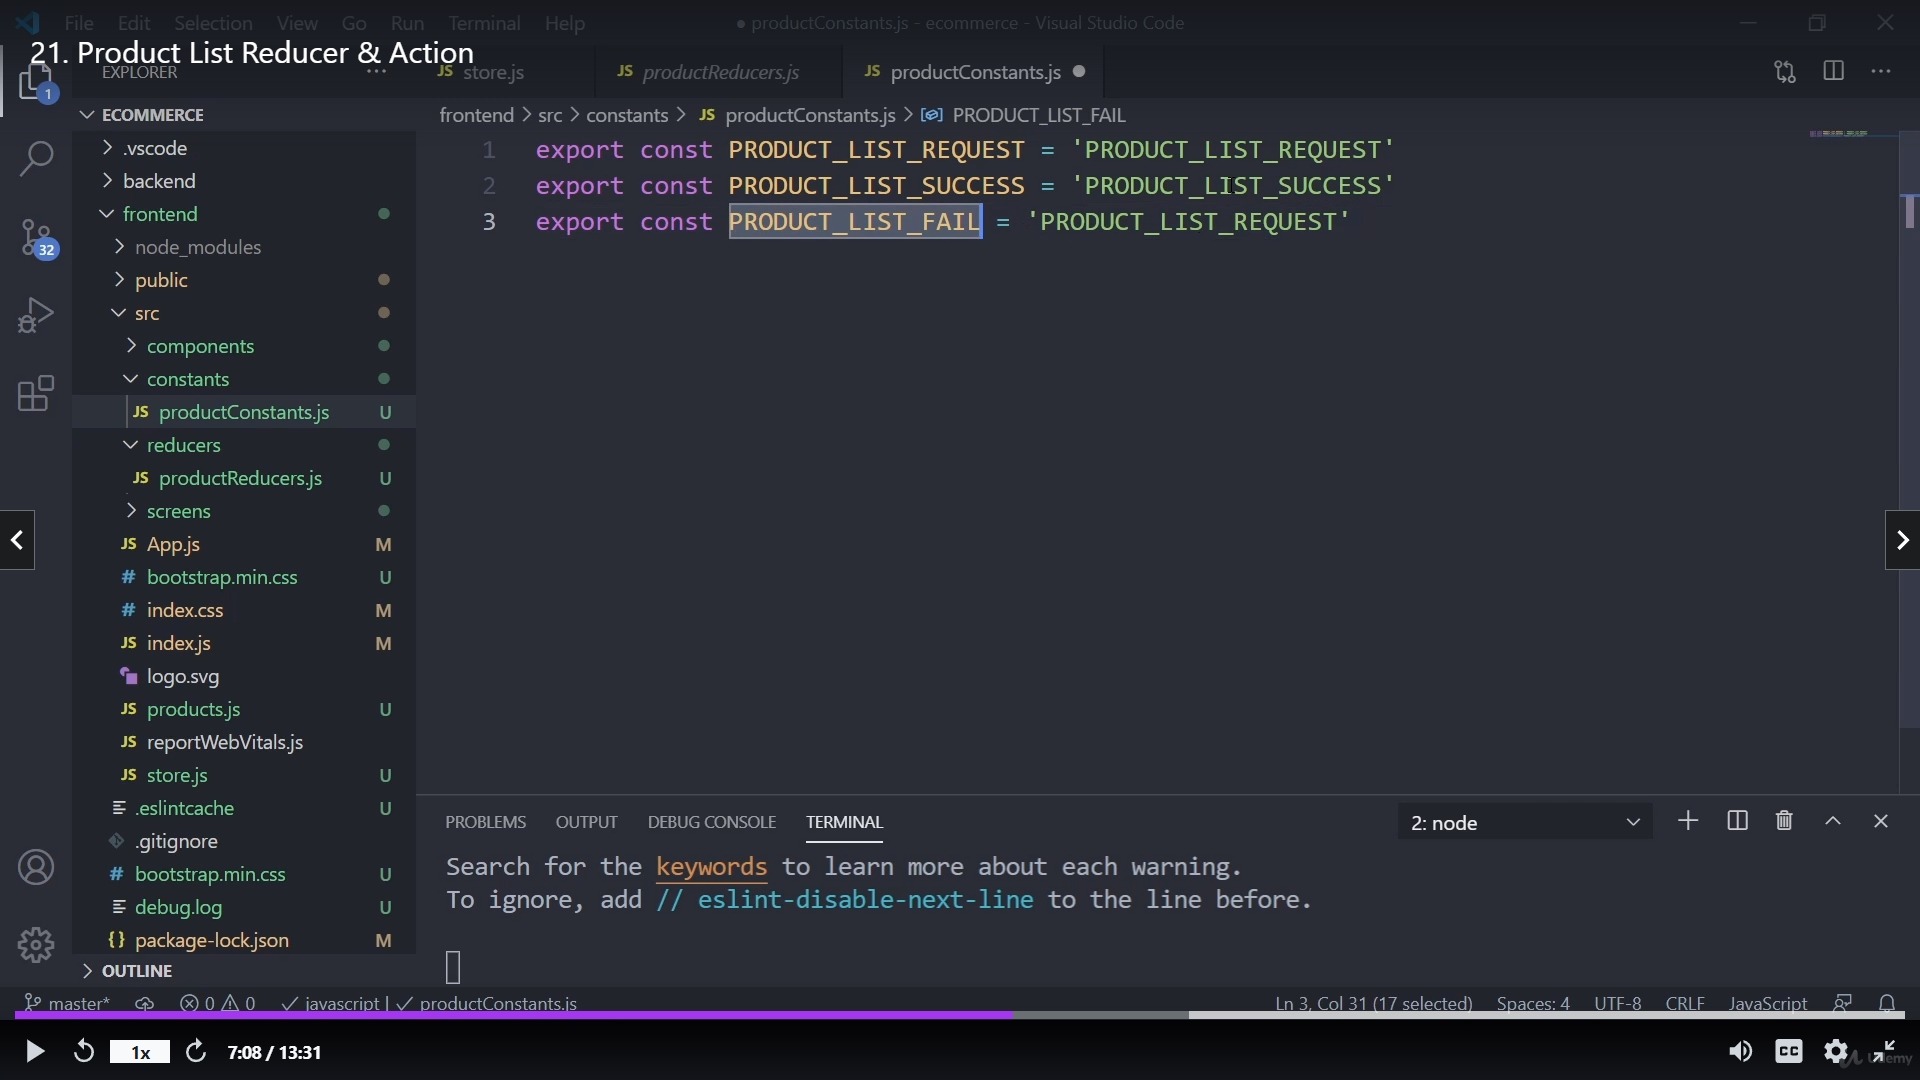 File Edit Selection View Go Run Terminal Help
● productConstants.js - ecommerce - Visual Studio Code
21. Product List Reducer & Action
EXPLORER
JS store.js
JS productReducers.js
JS productConstants.js
1
ECOMMERCE
frontend > src > constants > JS productConstants.js > PRODUCT_LIST_FAIL
.vscode
backend
frontend
node_modules
public
src
components
constants
JS productConstants.js U
reducers
JS productReducers.js U
screens
JS App.js M
# bootstrap.min.css U
# index.css M
JS index.js M
logo.svg
JS products.js U
JS reportWebVitals.js
JS store.js U
.eslintcache U
.gitignore
# bootstrap.min.css U
debug.log U
{} package-lock.json M
OUTLINE
32
1 export const PRODUCT_LIST_REQUEST = 'PRODUCT_LIST_REQUEST'
2 export const PRODUCT_LIST_SUCCESS = 'PRODUCT_LIST_SUCCESS'
3 export const PRODUCT_LIST_FAIL = 'PRODUCT_LIST_REQUEST'
PROBLEMS OUTPUT DEBUG CONSOLE TERMINAL
2: node
Search for the keywords to learn more about each warning.
To ignore, add // eslint-disable-next-line to the line before.
master* 0 0 javascript | productConstants.js
Ln 3, Col 31 (17 selected) Spaces: 4 UTF-8 CRLF JavaScript
1x 7:08 / 13:31
CC
Udemy